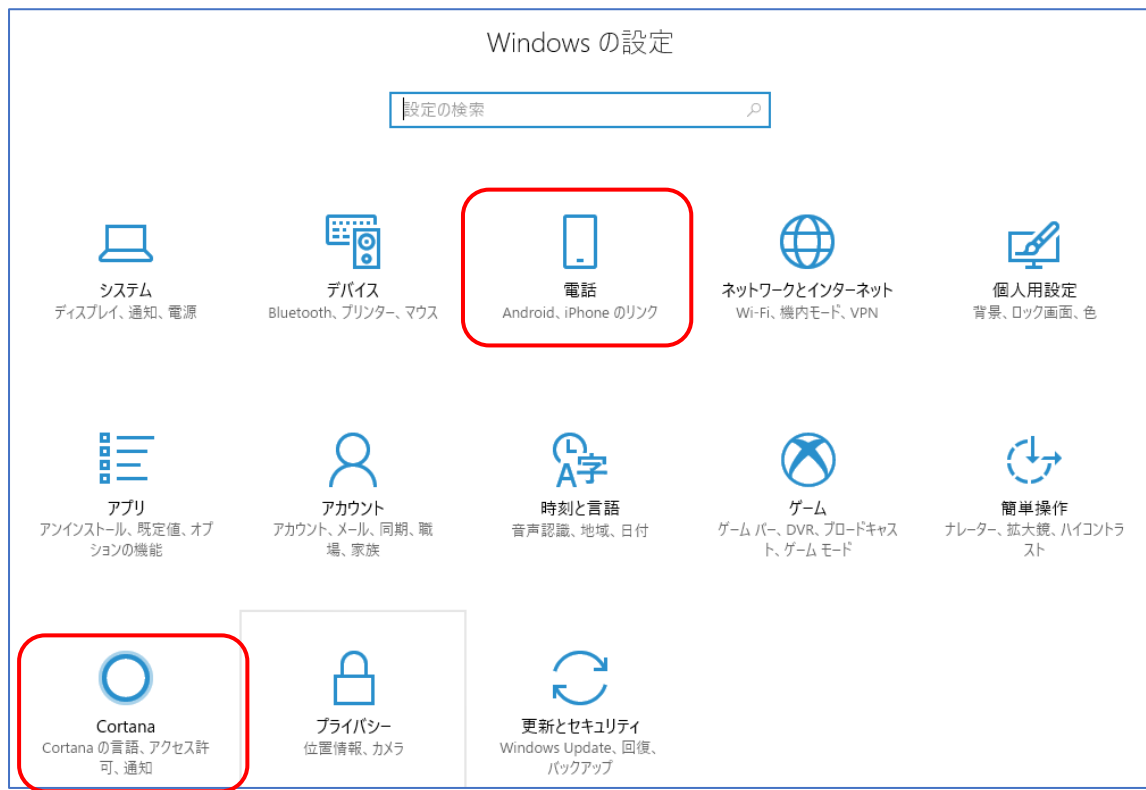 Windows の設定
設定の検索
システム
ディスプレイ、通知、電源
デバイス
Bluetooth、プリンター、マウス
電話
Android、iPhone のリンク
ネットワークとインターネット
Wi-Fi、機内モード、VPN
個人用設定
背景、ロック画面、色
アプリ
アンインストール、既定値、オプ
ションの機能
アカウント
アカウント、メール、同期、職
場、家族
A字
時刻と言語
音声認識、地域、日付
ゲーム
ゲーム バー、DVR、ブロードキャス
ト、ゲーム モード
簡単操作
ナレーター、拡大鏡、ハイコントラ
スト
Cortana
Cortana の言語、アクセス許
可、通知
プライバシー
位置情報、カメラ
更新とセキュリティ
Windows Update、回復、
バックアップ